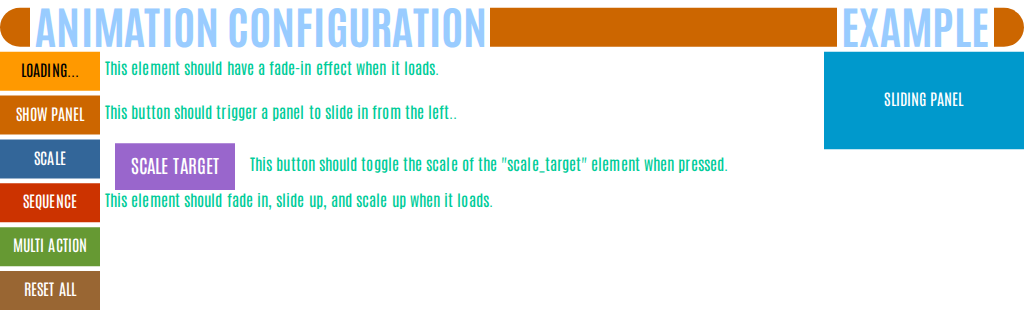 ANIMATION CONFIGURATION EXAMPLE
LOADING... This element should have a fade-in effect when it loads.
SLIDING PANEL
SHOW PANEL This button should trigger a panel to slide in from the left..
SCALE SCALE TARGET This button should toggle the scale of the "scale_target" element when pressed.
SEQUENCE This element should fade in, slide up, and scale up when it loads.
MULTI ACTION
RESET ALL